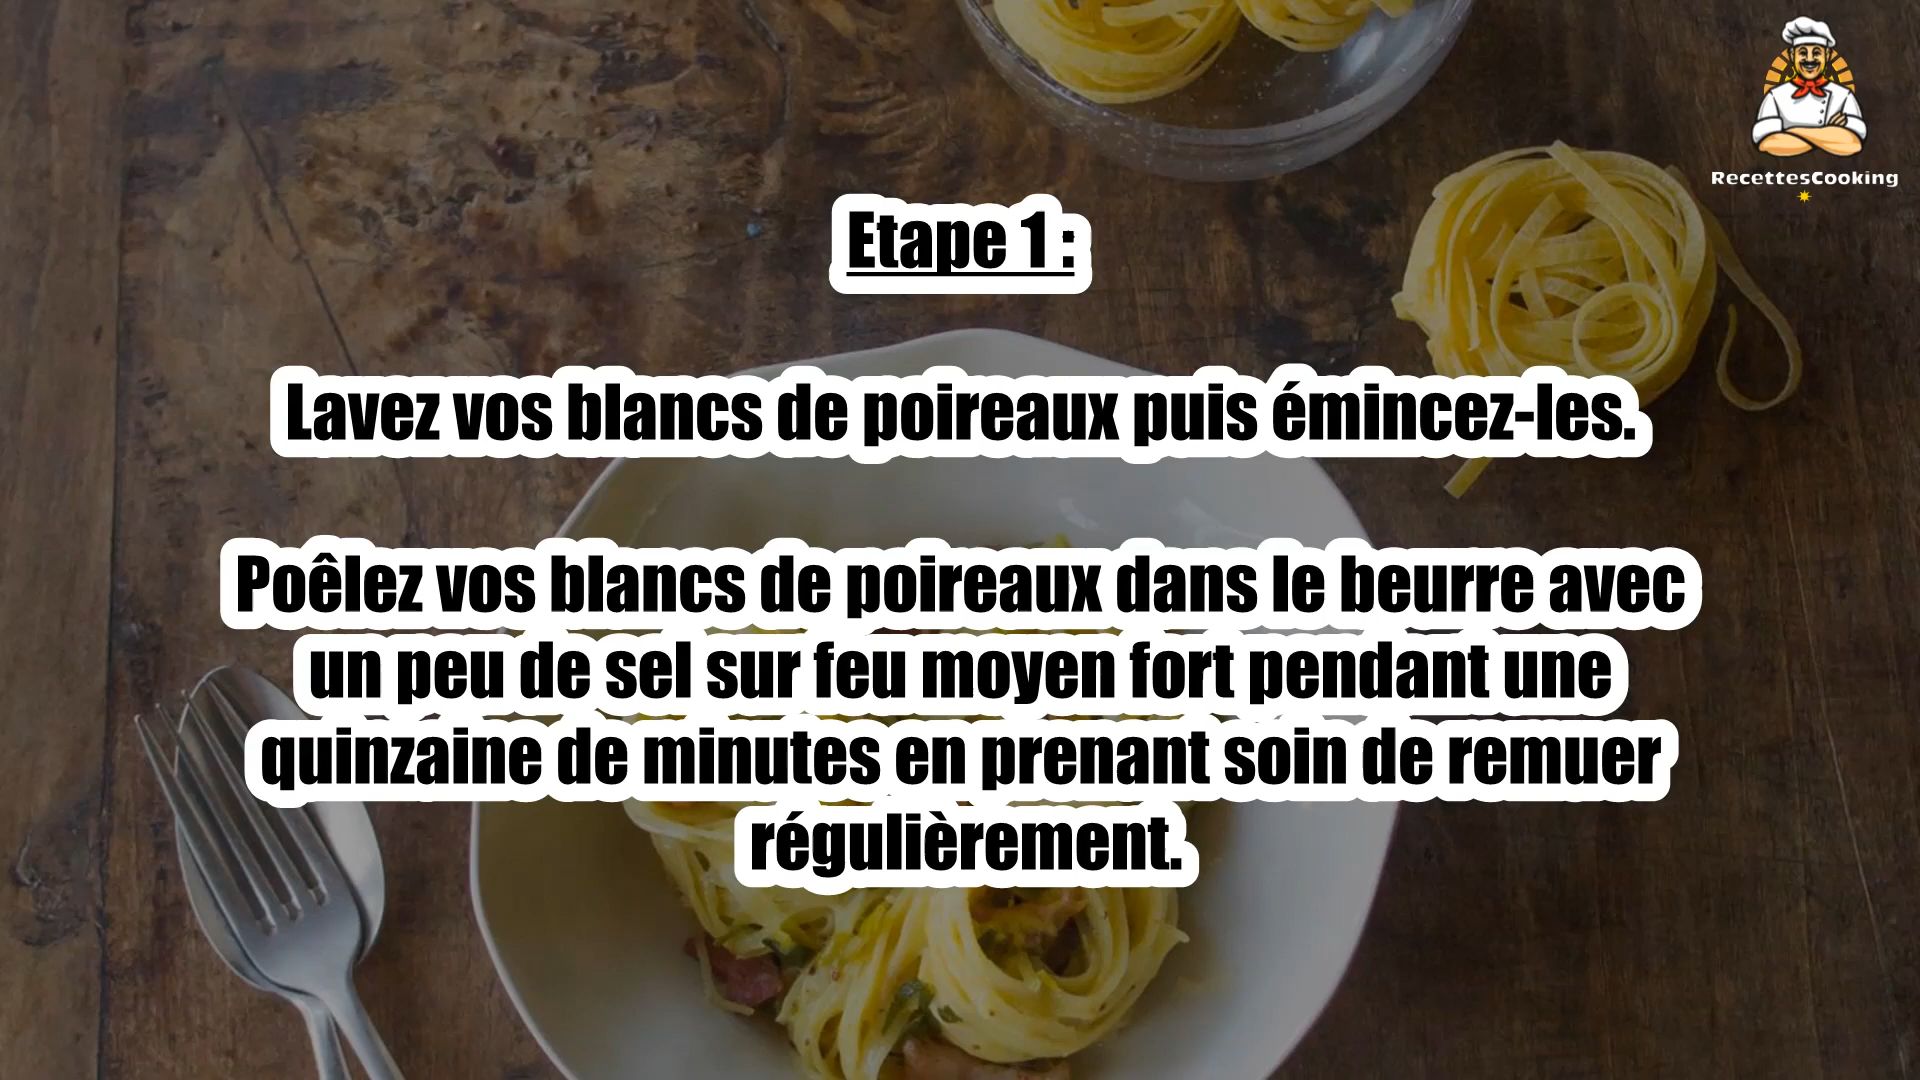 RecettesCooking
Etape 1 :
Lavez vos blancs de poireaux puis émincez-les.
Poêlez vos blancs de poireaux dans le beurre avec
un peu de sel sur feu moyen fort pendant une
quinzaine de minutes en prenant soin de remuer
régulièrement.